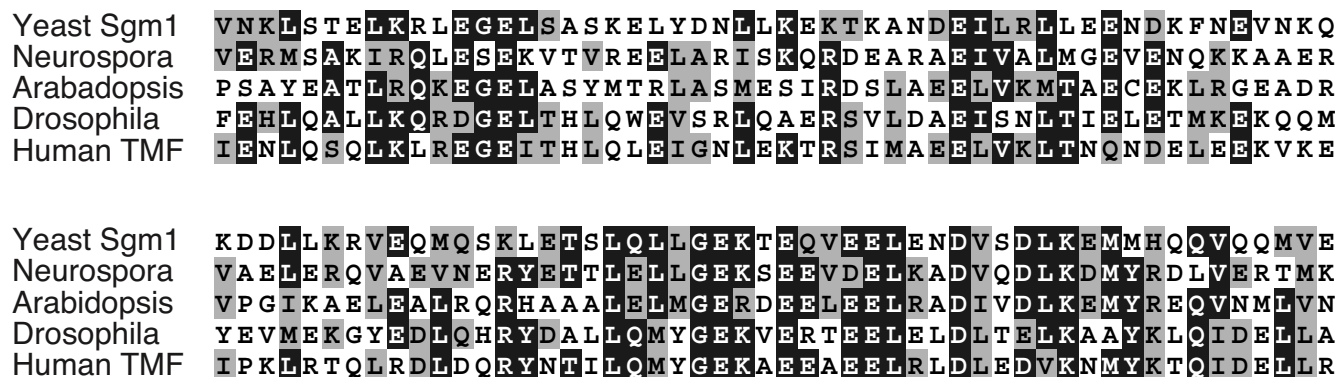 Yeast Sgm1 VNKLSTELKRLEGELSASKELYDNLLKEKTKANDEILRLLEENDKFNEVNKQ
Neurospora VERMSAKIRQLESEKVTVREELARISKQRDEARAEIVALMGEVENQKKAAER
Arabadopsis PSAYEATLRQKEGELASYMTRLASMESIRDSLAEELVKMTAECEKLRGEADR
Drosophila FEHLQALLKQRDGELTHLQWEVSRLQAERSVLDAEISNLTIELETMKEKQQM
Human TMF IENLQSQLKLREGEITHLQLEIGNLEKTRSIMAEELVKLTNQNDELEEKVKE
Yeast Sgm1 KDDLLKRVEQMQSKLETSLQLLGEKTEQVEELENDVSDLKEMMHQQVQQMVE
Neurospora VAELERQVAEVNERYETTLELLGEKSEEVDELKADVQDLKDMYRDLVERTMK
Arabidopsis VPGIKAELEALRQRHAAALELMGERDEELEELRADIVDLKEMYREQVNMLVN
Drosophila YEVMEKGYEDLQHRYDALLQMYGEKVERTEELELDLTELKAAYKLQIDELLA
Human TMF IPKLRTQLRDLDQRYNTILQMYGEKAEEAEELRLDLEDVKNMYKTQIDELLR